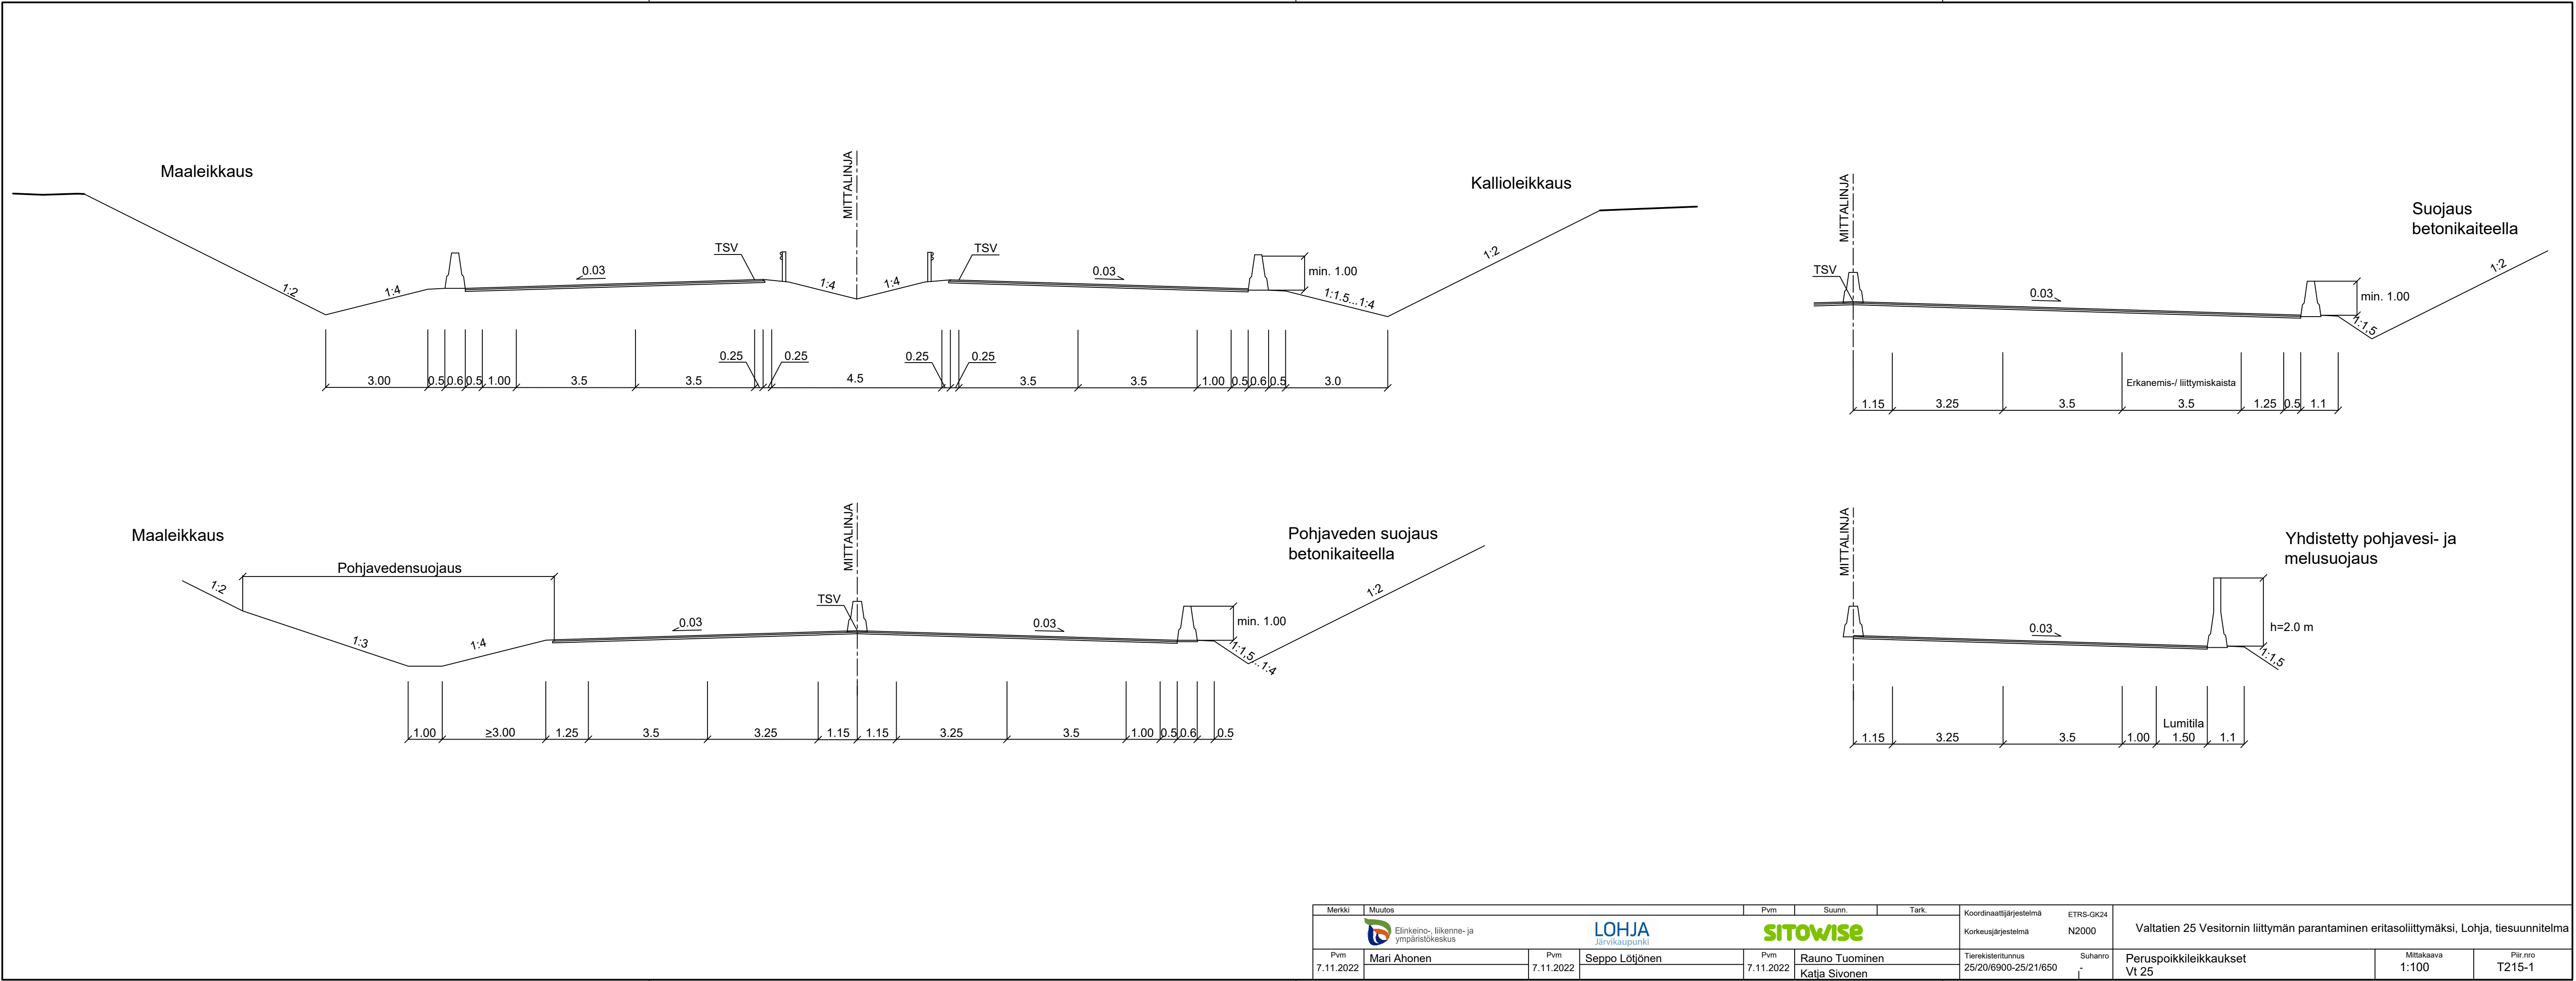 Maaleikkaus
MITTALINJA
Kallioleikkaus
1:2
1:4
0.03
TSV
1:4
1:4
TSV
0.03
min. 1.00
1:1.5...1:4
1:2
0.25
0.25
0.25
0.25
3.00
0.5
0.6
0.5
1.00
3.5
3.5
4.5
3.5
3.5
1.00
0.5
0.6
0.5
3.0
MITTALINJA
Suojaus
betonikaiteella
TSV
0.03
min. 1.00
1:1,5
1:2
Erkanemis-/ liittymiskaista
1.15
3.25
3.5
3.5
1.25
0.5
1.1
Maaleikkaus
MITTALINJA
Pohjaveden suojaus
betonikaiteella
Pohjavedensuojaus
1:2
1:3
1:4
0.03
TSV
0.03
min. 1.00
1:1,5...1:4
1:2
1.00
≥3.00
1.25
3.5
3.25
1.15
1.15
3.25
3.5
1.00
0.5
0.6
0.5
MITTALINJA
Yhdistetty pohjavesi- ja
melusuojaus
0.03
h=2.0 m
1:1,5
Lumitila
1.15
3.25
3.5
1.00
1.50
1.1
Merkki
Muutos
Pvm
Suunn.
Tark.
Elinkeino-, liikenne- ja
ympäristökeskus
LOHJA
Järvikaupunki
SITOWISE
Koordinaattijärjestelmä
ETRS-GK24
Korkeusjärjestelmä
N2000
Valtatien 25 Vesitornin liittymän parantaminen eritasoliittymäksi, Lohja, tiesuunnitelma
Pvm
7.11.2022
Mari Ahonen
Pvm
7.11.2022
Seppo Lötjönen
Pvm
7.11.2022
Rauno Tuominen
Katja Sivonen
Tierekisteritunnus
25/20/6900-25/21/650
Suhanro
-
Peruspoikkileikkaukset
Vt 25
Mittakaava
1:100
Piir.nro
T215-1